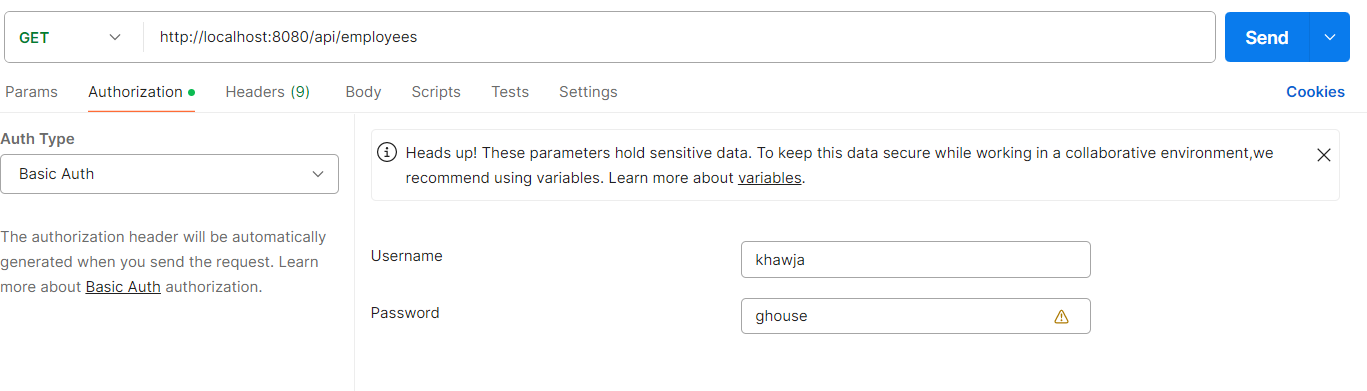 GET http://localhost:8080/api/employees Send
Params Authorization Headers (9) Body Scripts Tests Settings Cookies
Auth Type
Basic Auth
The authorization header will be automatically
generated when you send the request. Learn
more about Basic Auth authorization.
Heads up! These parameters hold sensitive data. To keep this data secure while working in a collaborative environment,we
recommend using variables. Learn more about variables.
Username khawja
Password ghouse